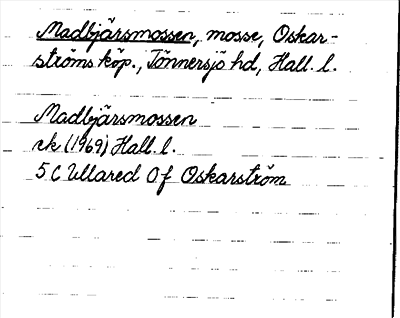 Madbjärsmossen, mosse, Oskar-
ströms köp., Tönnersjö hd, Hall. l.
Madbjärsmossen
ek (1969) Hall. l.
5 C Ullared 0 f Oskarström